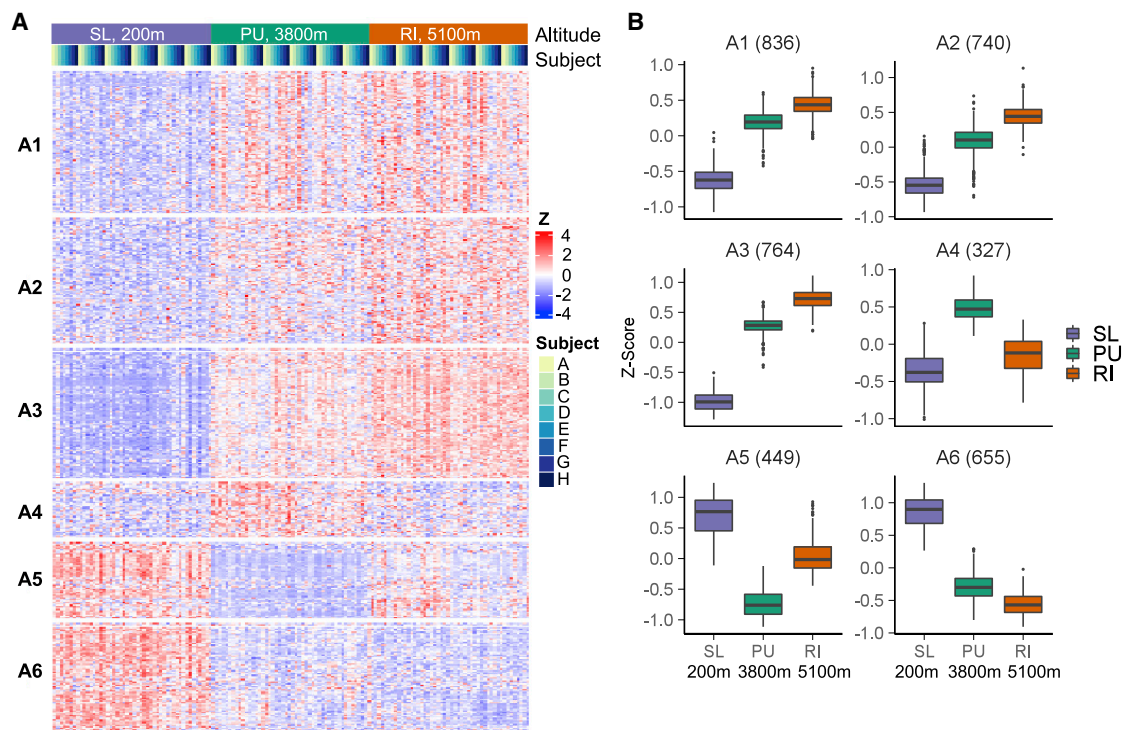 A
SL, 200m PU, 3800m RI, 5100m Altitude
Subject
A1
A2
A3
A4
A5
A6
Z
4
2
0
-2
-4
Subject
A
B
C
D
E
F
G
H
B
A1 (836)
1.0
0.5
0.0
-0.5
-1.0
A2 (740)
1.0
0.5
0.0
-0.5
-1.0
A3 (764)
1.0
0.5
0.0
-0.5
-1.0
A4 (327)
1.0
0.5
0.0
-0.5
-1.0
A5 (449)
1.0
0.5
0.0
-0.5
-1.0
A6 (655)
1.0
0.5
0.0
-0.5
-1.0
Z-Score
SL PU RI
200m 3800m 5100m
SL PU RI
200m 3800m 5100m
SL
PU
RI